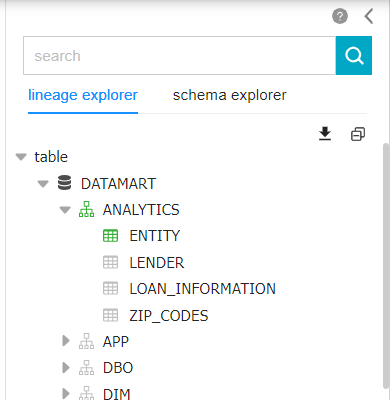 ?
search
lineage explorer schema explorer
table
DATAMART
ANALYTICS
ENTITY
LENDER
LOAN_INFORMATION
ZIP_CODES
APP
DBO
DIM